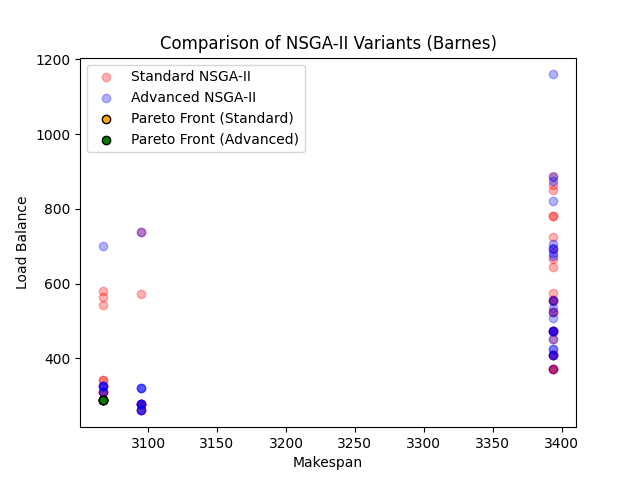 Comparison of NSGA-II Variants (Barnes)
Standard NSGA-II
Advanced NSGA-II
Pareto Front (Standard)
Pareto Front (Advanced)
Load Balance
1200
1000
800
600
400
3100
3150
3200
3250
3300
3350
3400
Makespan